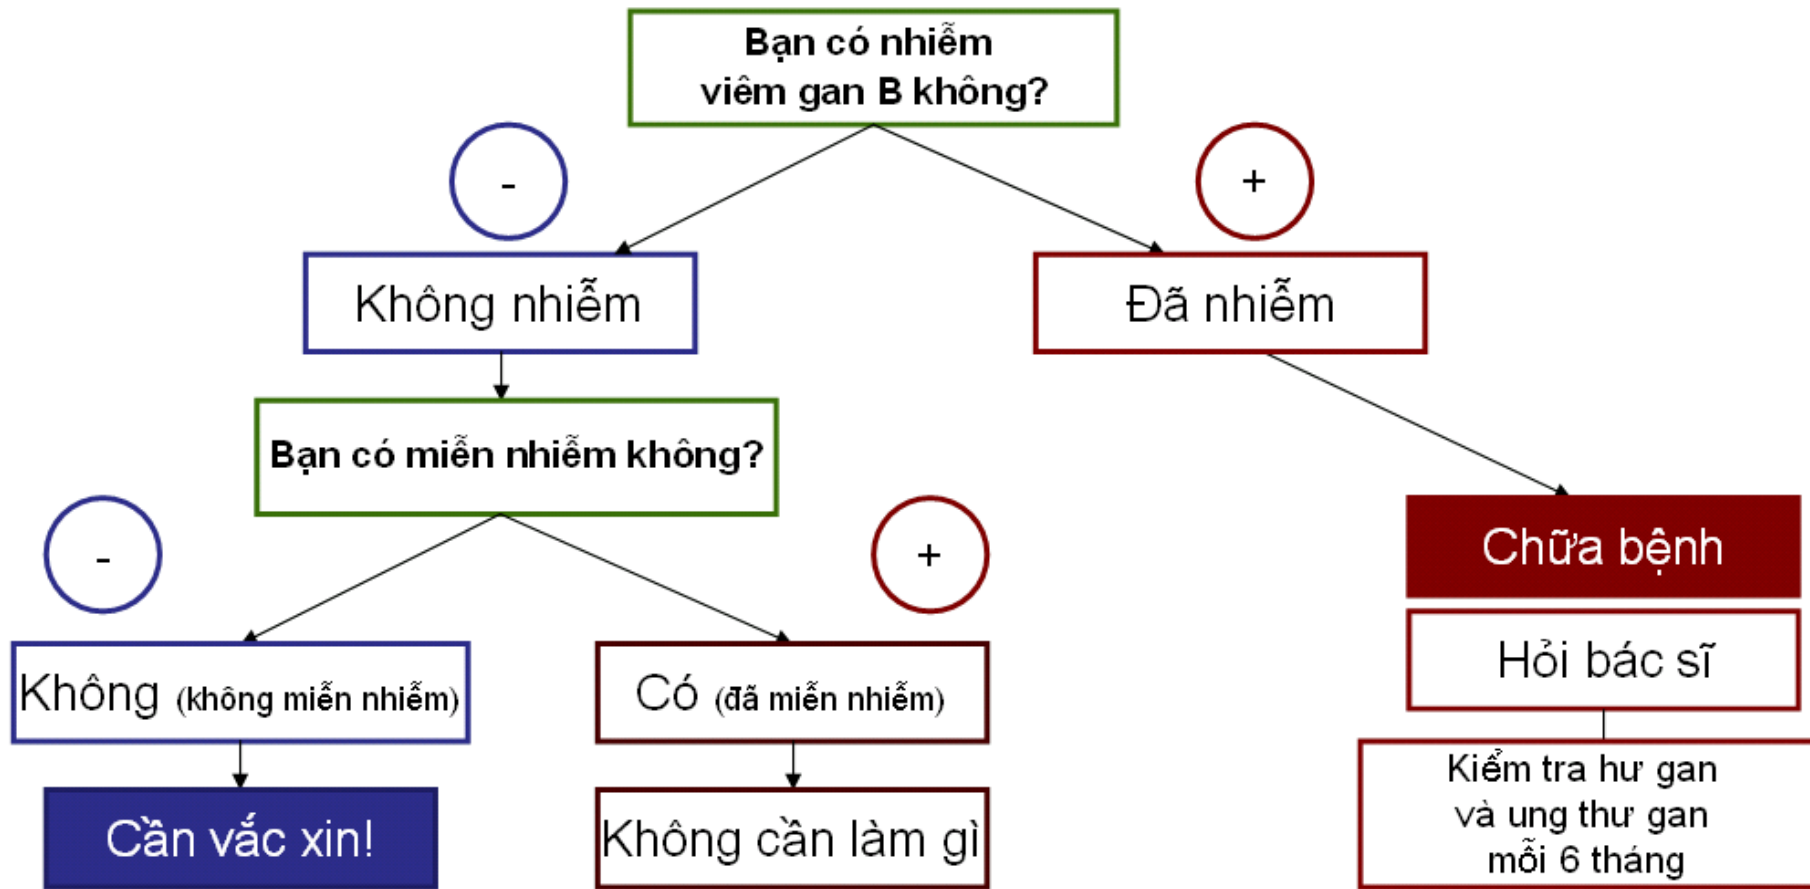 Bạn có nhiễm
viêm gan B không?
-
+
Không nhiễm
Đã nhiễm
Bạn có miễn nhiễm không?
-
+
Chữa bệnh
Không (không miễn nhiễm)
Có (đã miễn nhiễm)
Hỏi bác sĩ
Cần vắc xin!
Không cần làm gì
Kiểm tra hư gan
và ung thư gan
mỗi 6 tháng